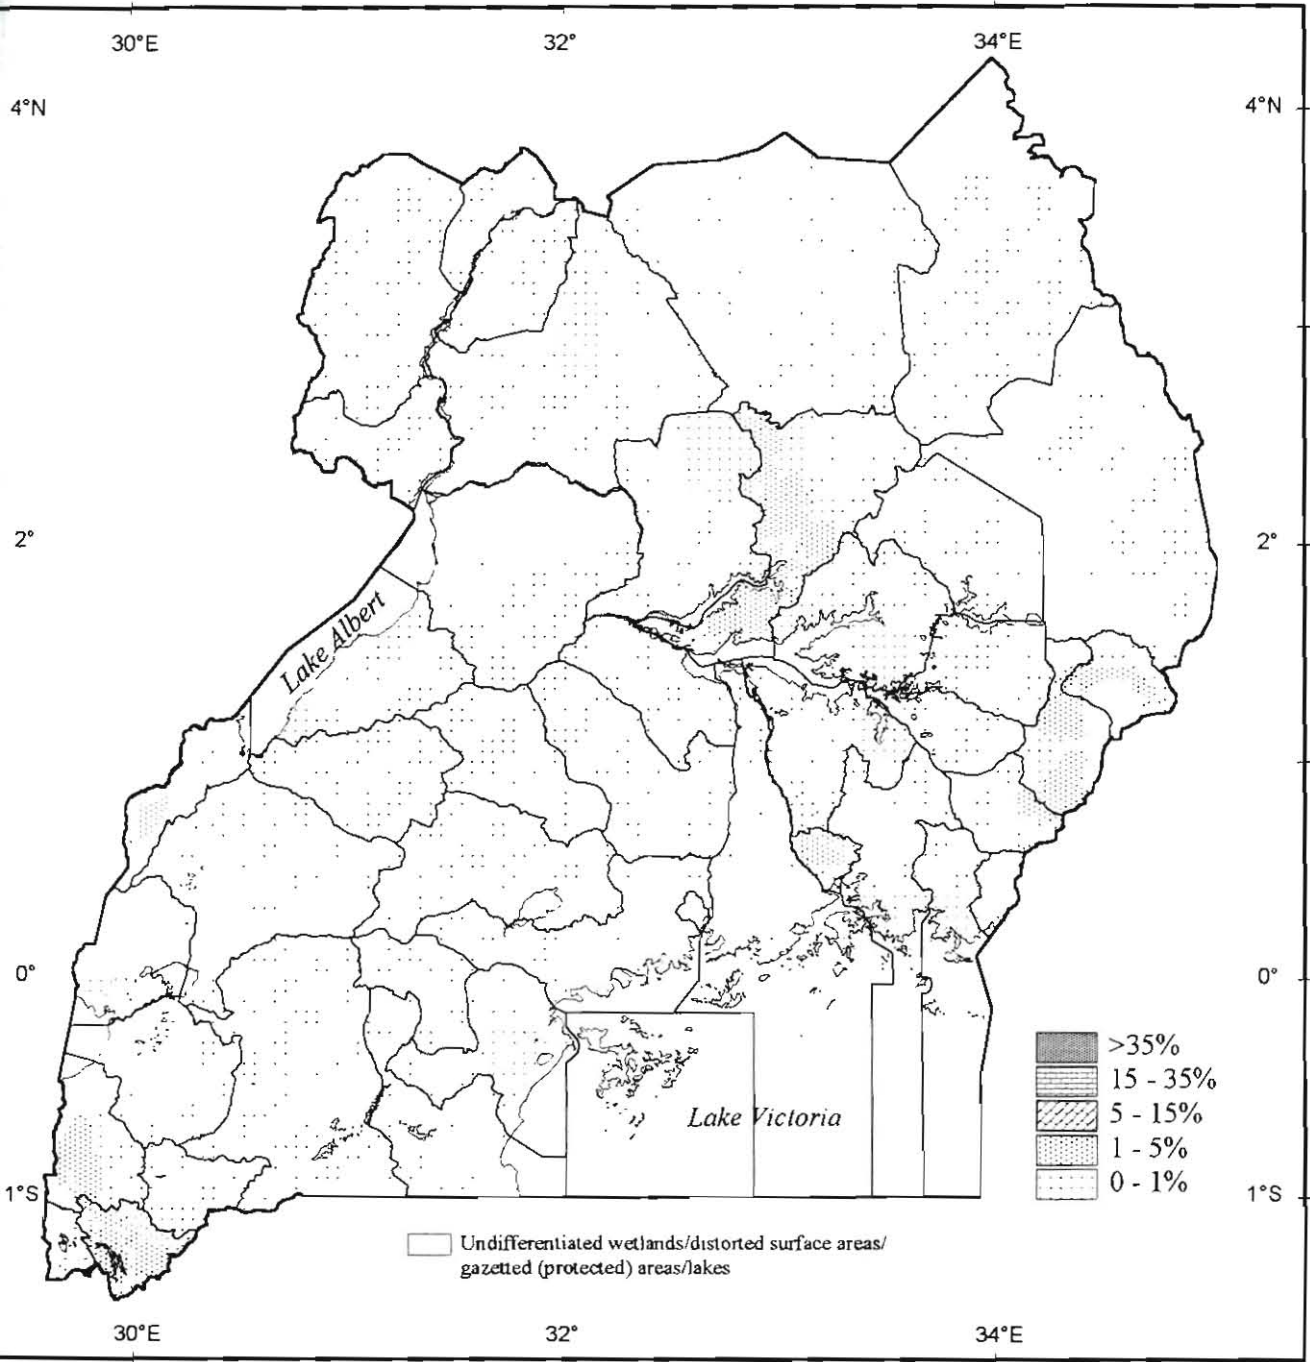 30°E 32° 34°E
4°N 4°N
2° 2°
Lake Albert
0° 0°
>35%
15 - 35%
Lake Victoria 5 - 15%
1 - 5%
1°S 0 - 1% 1°S
Undifferentiated wetlands/distorted surface areas/
gazetted (protected) areas/lakes
30°E 32° 34°E